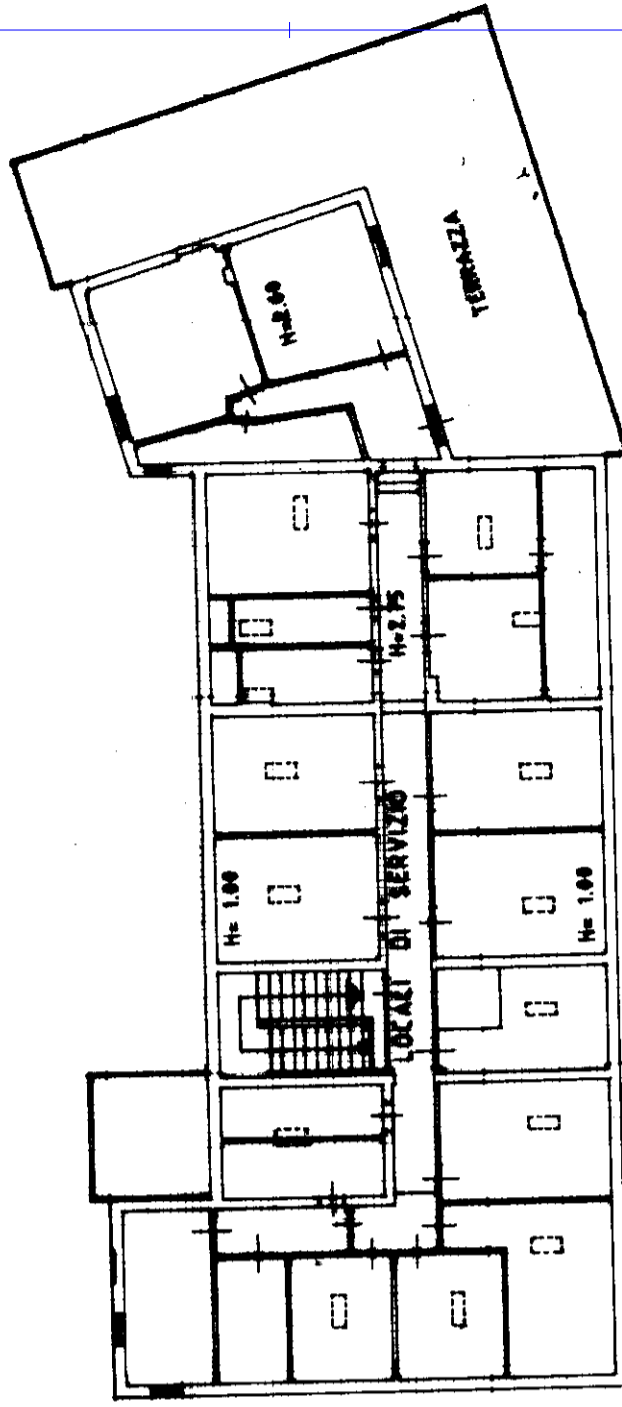 TERRAZZA
H=2.60
H=2.75
LOCALI DI SERVIZIO
H= 1.00
H= 1.00